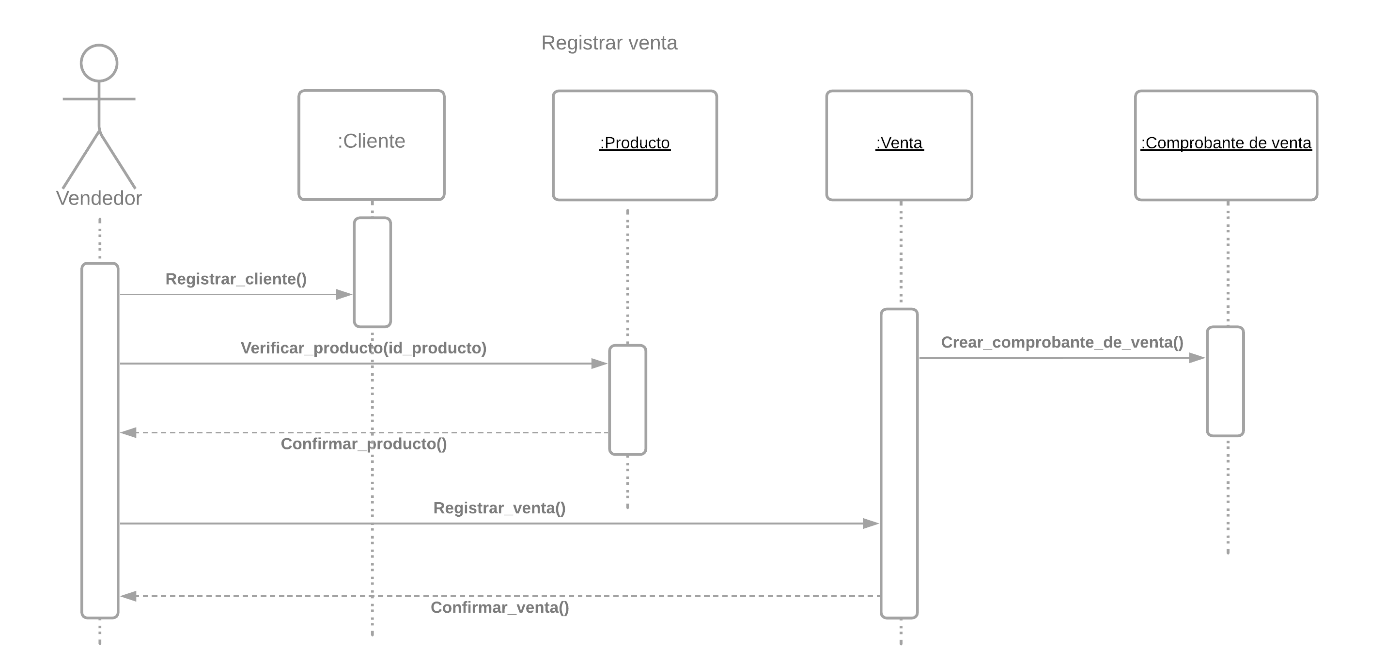 Registrar venta
Vendedor
:Cliente
:Producto
:Venta
:Comprobante de venta
Registrar_cliente()
Verificar_producto(id_producto)
Crear_comprobante_de_venta()
Confirmar_producto()
Registrar_venta()
Confirmar_venta()